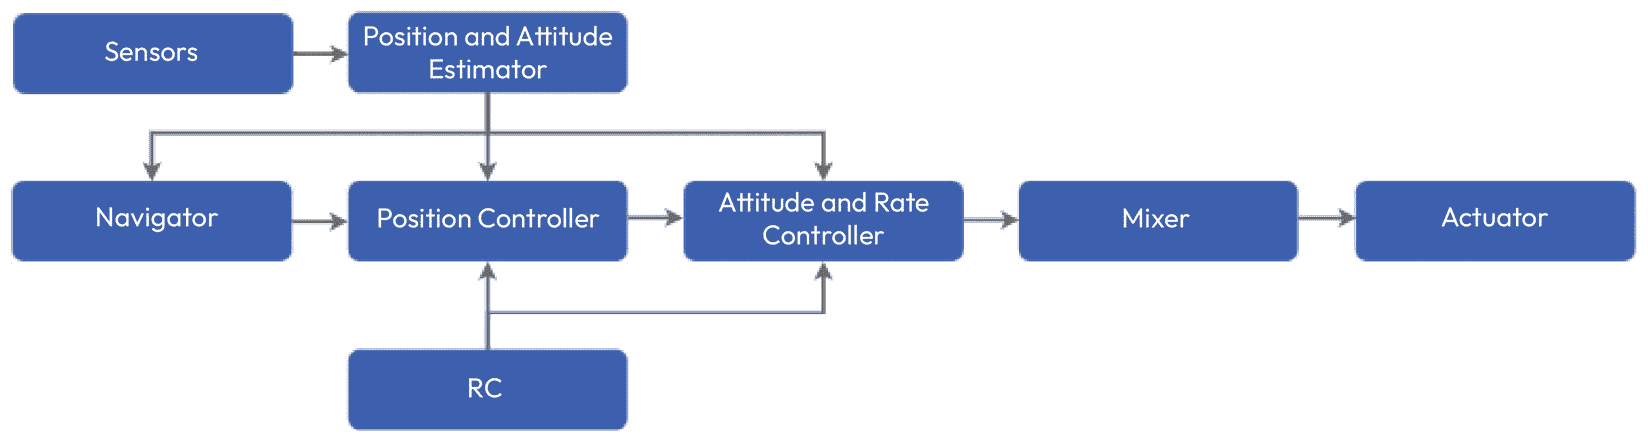 Sensors
Position and Attitude
Estimator
Navigator
Position Controller
Attitude and Rate
Controller
Mixer
Actuator
RC